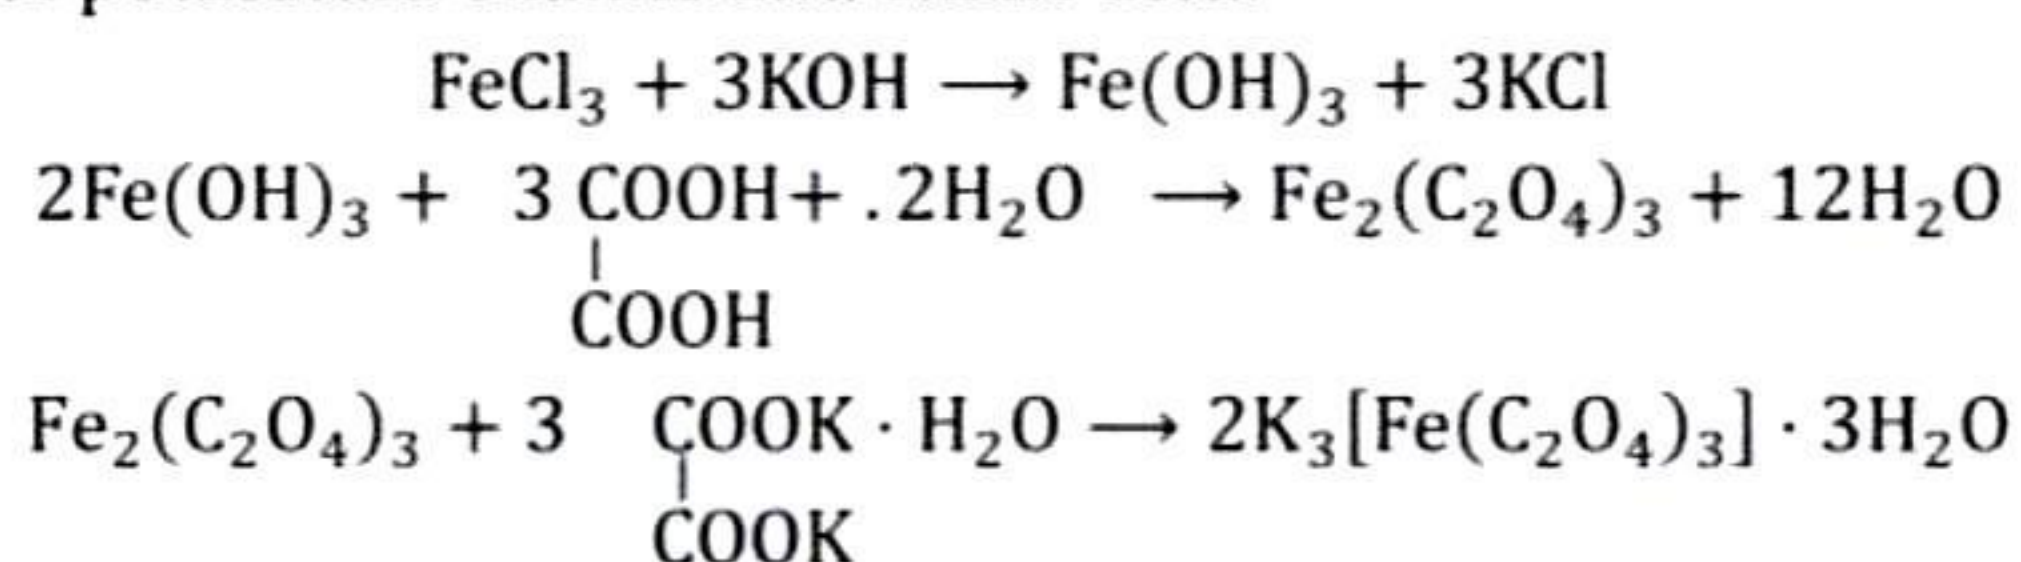 FeCl₃ + 3KOH ⟶ Fe(OH)₃ + 3KCl
2Fe(OH)₃ + 3 COOH+ .2H₂O ⟶ Fe₂(C₂O₄)₃ + 12H₂O
|
COOH
Fe₂(C₂O₄)₃ + 3 COOK · H₂O ⟶ 2K₃[Fe(C₂O₄)₃] · 3H₂O
|
COOK